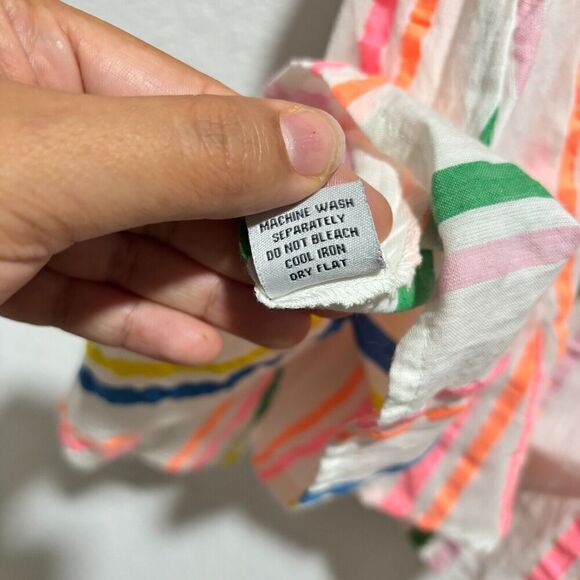 MACHINE WASH
SEPARATELY
DO NOT BLEACH
COOL IRON
DRY FLAT